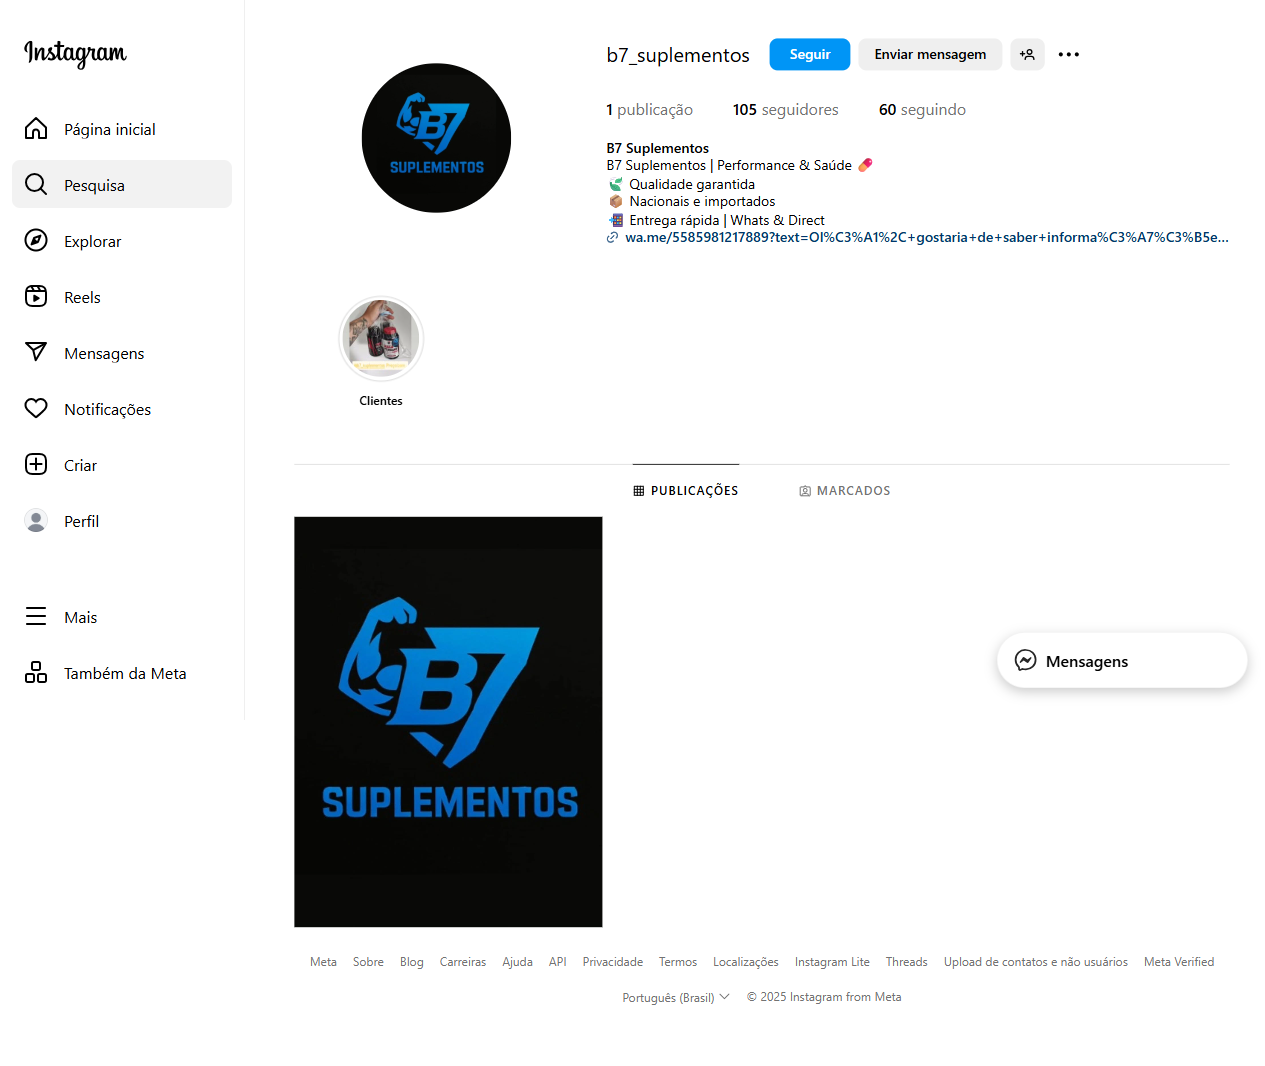 Instagram
Página inicial
Pesquisa
Explorar
Reels
Mensagens
Notificações
Criar
Perfil
Mais
Também da Meta
b7_suplementos
Seguir
Enviar mensagem
1 publicação
105 seguidores
60 seguindo
B7 Suplementos
B7 Suplementos | Performance & Saúde 💊
🌿 Qualidade garantida
📦 Nacionais e importados
📲 Entrega rápida | Whats & Direct
wa.me/5585981217889?text=Ol%C3%A1%2C+gostaria+de+saber+informa%C3%A7%C3%B5e...
B7
SUPLEMENTOS
Clientes
PUBLICAÇÕES
MARCADOS
B7
SUPLEMENTOS
Mensagens
Meta Sobre Blog Carreiras Ajuda API Privacidade Termos Localizações Instagram Lite Threads Upload de contatos e não usuários Meta Verified
Português (Brasil) © 2025 Instagram from Meta